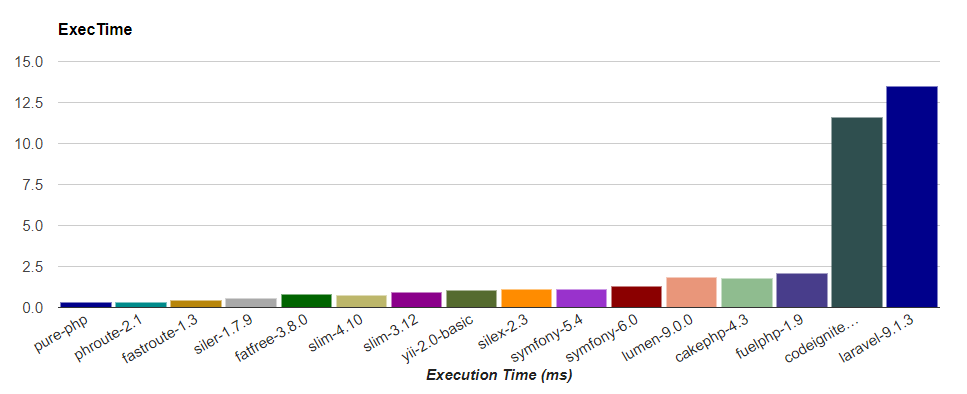 ExecTime
15.0
12.5
10.0
7.5
5.0
2.5
0.0
pure-php
phroute-2.1
fastroute-1.3
siler-1.7.9
fatfree-3.8.0
slim-4.10
slim-3.12
yii-2.0-basic
silex-2.3
symfony-5.4
symfony-6.0
lumen-9.0.0
cakephp-4.3
fuelphp-1.9
codeignite...
laravel-9.1.3
Execution Time (ms)